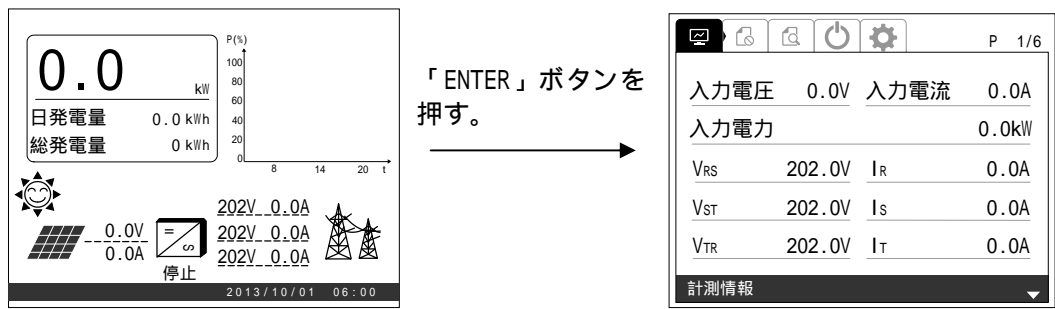 0.0 kW
日発電量 0.0kWh
総発電量 0kWh
P(%)
100
80
60
40
20
0
8 14 20 t
0.0V
0.0A
=
∽
停止
202V 0.0A
202V 0.0A
202V 0.0A
2013/10/01 06:00
「ENTER」ボタンを
押す。
P 1/6
入力電圧 0.0V 入力電流 0.0A
入力電力 0.0kW
VRS 202.0V IR 0.0A
VST 202.0V IS 0.0A
VTR 202.0V IT 0.0A
計測情報